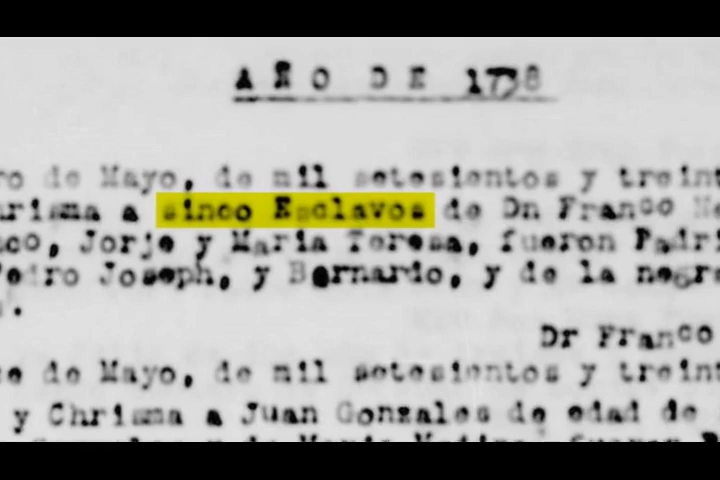 AÑO DE 1738
ro de Mayo, de mil setesientos y treint
hrisma a sinco Esclavos de Dn Franco
co, Jorje y Maria Teresa, fueron Padri
Pedro Joseph, y Bernardo, y de la negra
Dr Franco
e de Mayo, de mil setesientos y treint
y Chrisma a Juan Gonzales de edad de